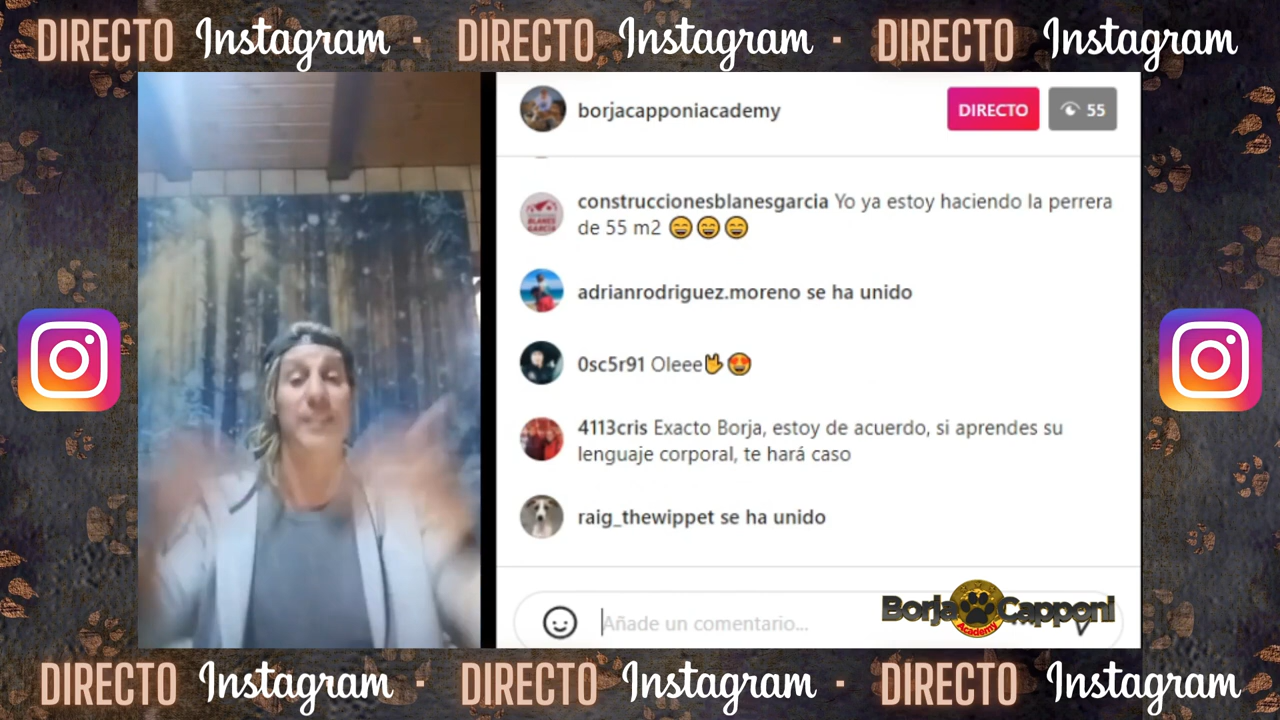 DIRECTO Instagram · DIRECTO Instagram · DIRECTO Instagram
borjacapponiacademy
DIRECTO 55
construccionesblanesgarcia Yo ya estoy haciendo la perrera
de 55 m2 😄😄😄
adrianrodriguez.moreno se ha unido
0sc5r91 Oleee🤟😍
4113cris Exacto Borja, estoy de acuerdo, si aprendes su
lenguaje corporal, te hará caso
raig_thewippet se ha unido
Añade un comentario...
Borja Capponi
Academy
DIRECTO Instagram · DIRECTO Instagram · DIRECTO Instagram